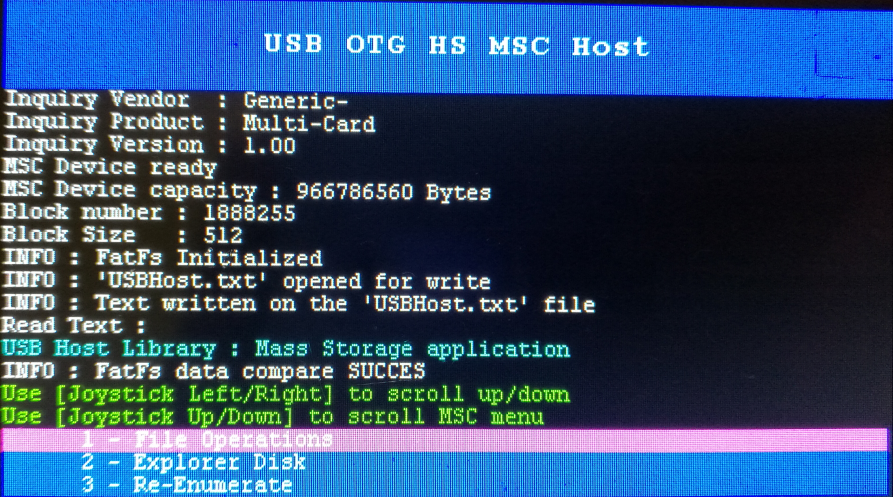 USB OTG HS MSC Host
Inquiry Vendor  : Generic-
Inquiry Product : Multi-Card
Inquiry Version : 1.00
MSC Device ready
MSC Device capacity : 966786560 Bytes
Block number : 1888255
Block Size   : 512
INFO : FatFs Initialized
INFO : 'USBHost.txt' opened for write
INFO : Text written on the 'USBHost.txt' file
Read Text :
USB Host Library : Mass Storage application
INFO : FatFs data compare SUCCES
Use [Joystick Left/Right] to scroll up/down
Use [Joystick Up/Down] to scroll MSC menu
1 - File Operations
2 - Explorer Disk
3 - Re-Enumerate